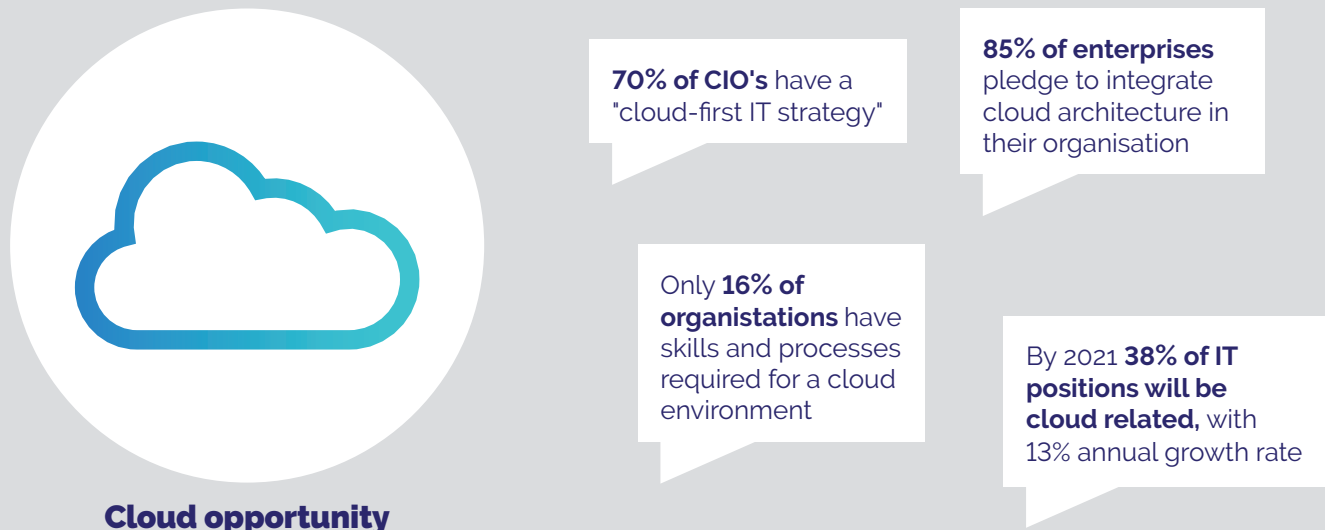 70% of CIO's have a
"cloud-first IT strategy"
85% of enterprises
pledge to integrate
cloud architecture in
their organisation
Only 16% of
organistations have
skills and processes
required for a cloud
environment
By 2021 38% of IT
positions will be
cloud related, with
13% annual growth rate
Cloud opportunity